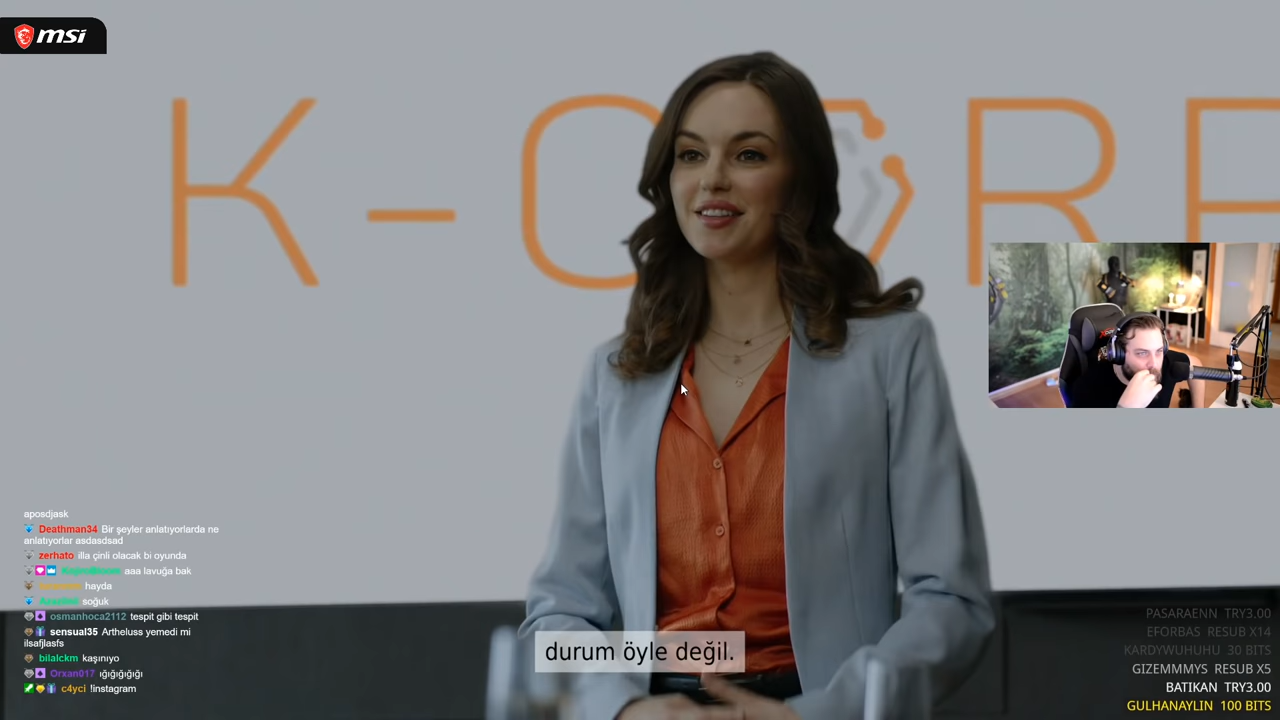 msi
K-CORP
aposdjask
Deathman34 Bir şeyler anlatıyorlarda ne
anlatıyorlar asdasdsad
zerhato illa çinli olacak bi oyunda
aaa lavuğa bak
hayda
soğuk
osmanhoca2112 tespit gibi tespit
sensual35 Artheluss yemedi mi
ilsafjlasfs
bilalckm kaşınıyo
Orxan017 ığığığığığı
c4yci !instagram
durum öyle değil.
PASARAENN TRY3.00
EFORBAS RESUB X14
KARDYWUHUHU 30 BITS
GIZEMMMYS RESUB X5
BATIKAN TRY3.00
GULHANAYLIN 100 BITS